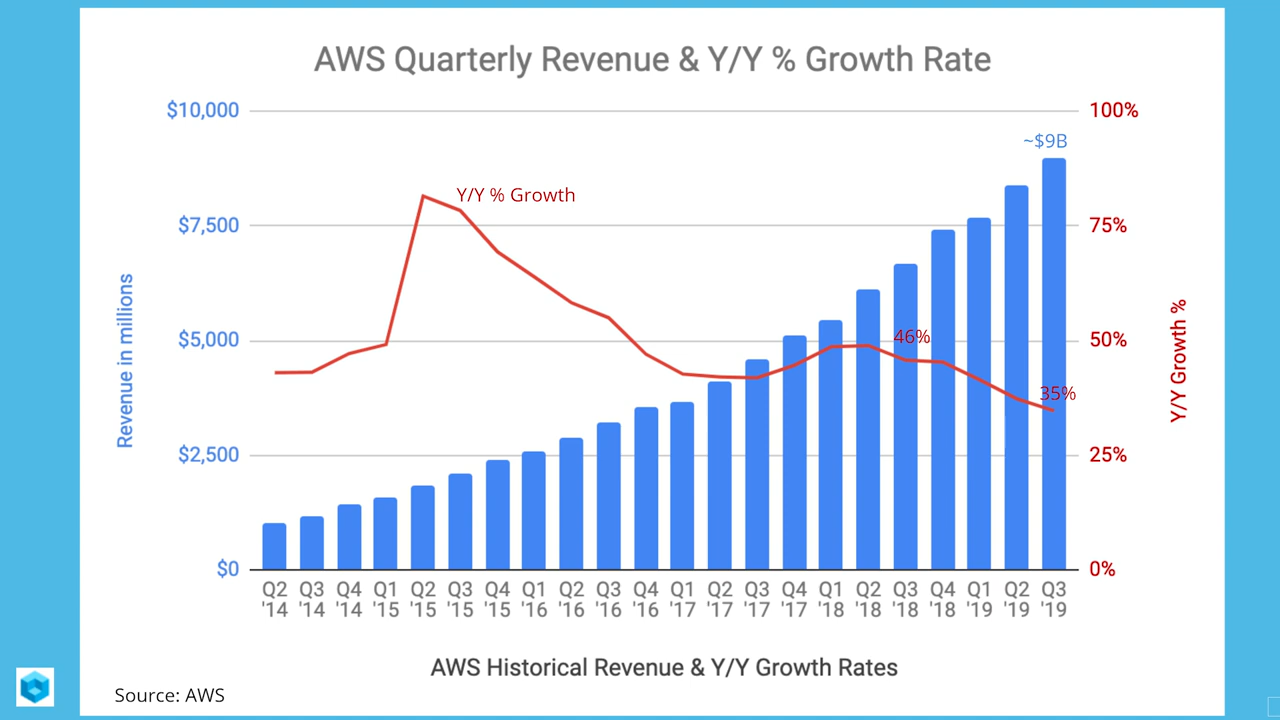 AWS Quarterly Revenue & Y/Y % Growth Rate
$10,000
100%
~$9B
Y/Y % Growth
$7,500
75%
Revenue in millions
Y/Y Growth %
$5,000
50%
46%
35%
$2,500
25%
$0
0%
Q2 Q3 Q4 Q1 Q2 Q3 Q4 Q1 Q2 Q3 Q4 Q1 Q2 Q3 Q4 Q1 Q2 Q3 Q4 Q1 Q2 Q3
'14 '14 '14 '15 '15 '15 '15 '16 '16 '16 '16 '17 '17 '17 '17 '18 '18 '18 '18 '19 '19 '19
AWS Historical Revenue & Y/Y Growth Rates
Source: AWS